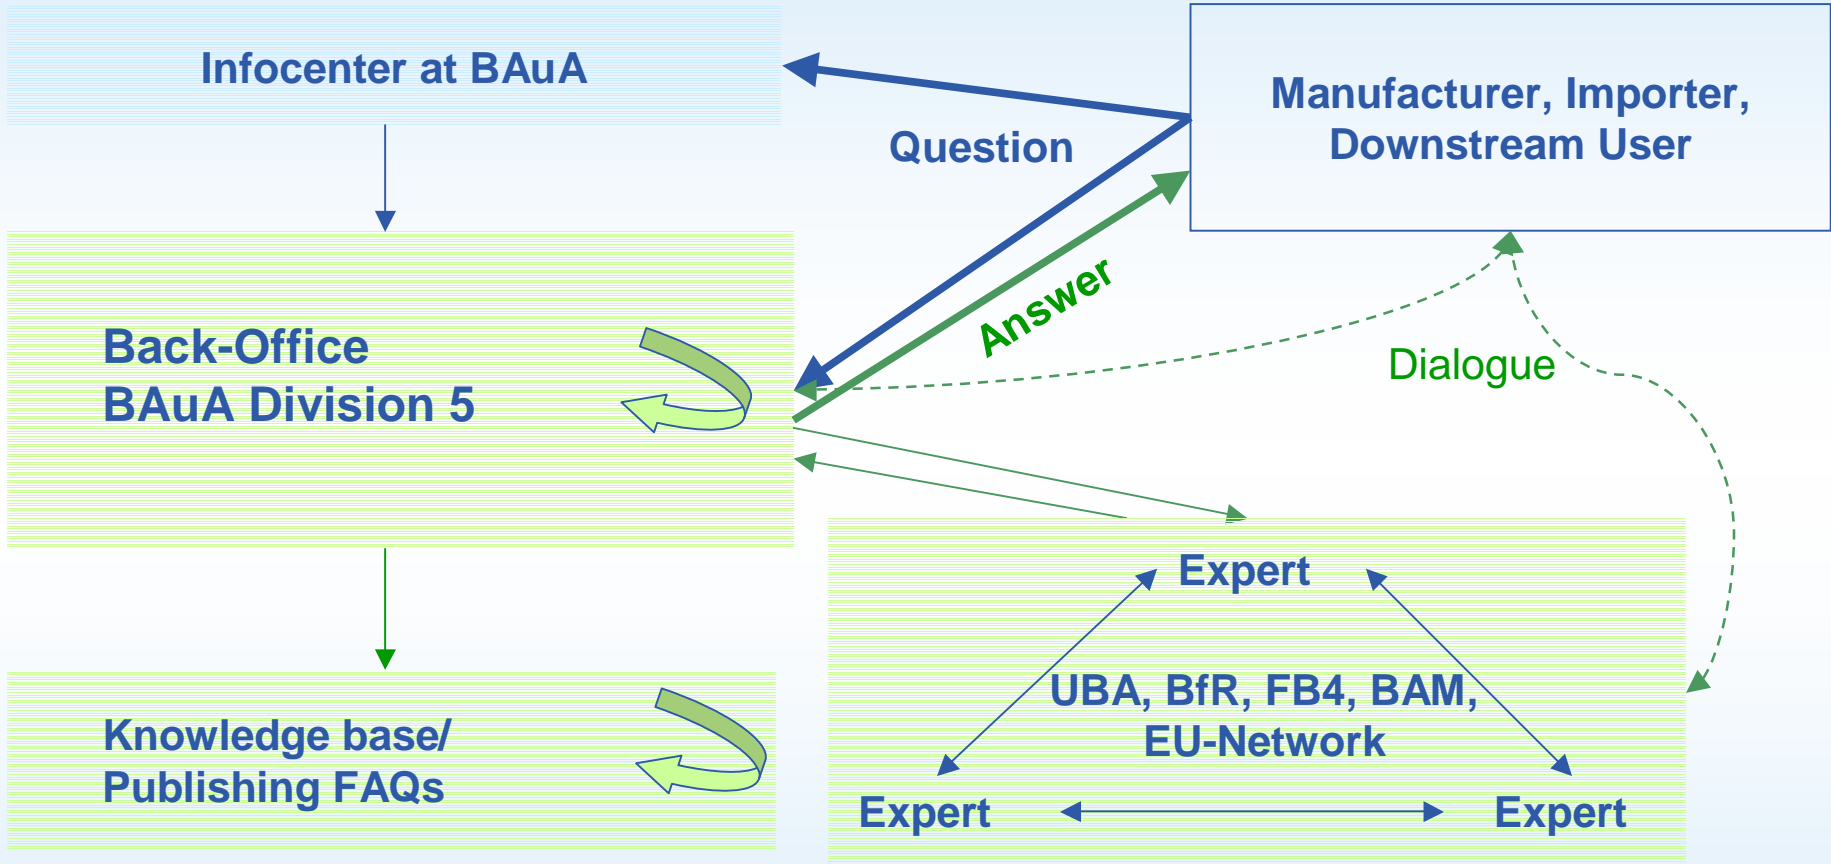 Infocenter at BAuA
Manufacturer, Importer,
Downstream User
Question
Answer
Back-Office
BAuA Division 5
Dialogue
Expert
UBA, BfR, FB4, BAM,
EU-Network
Expert
Expert
Knowledge base/
Publishing FAQs